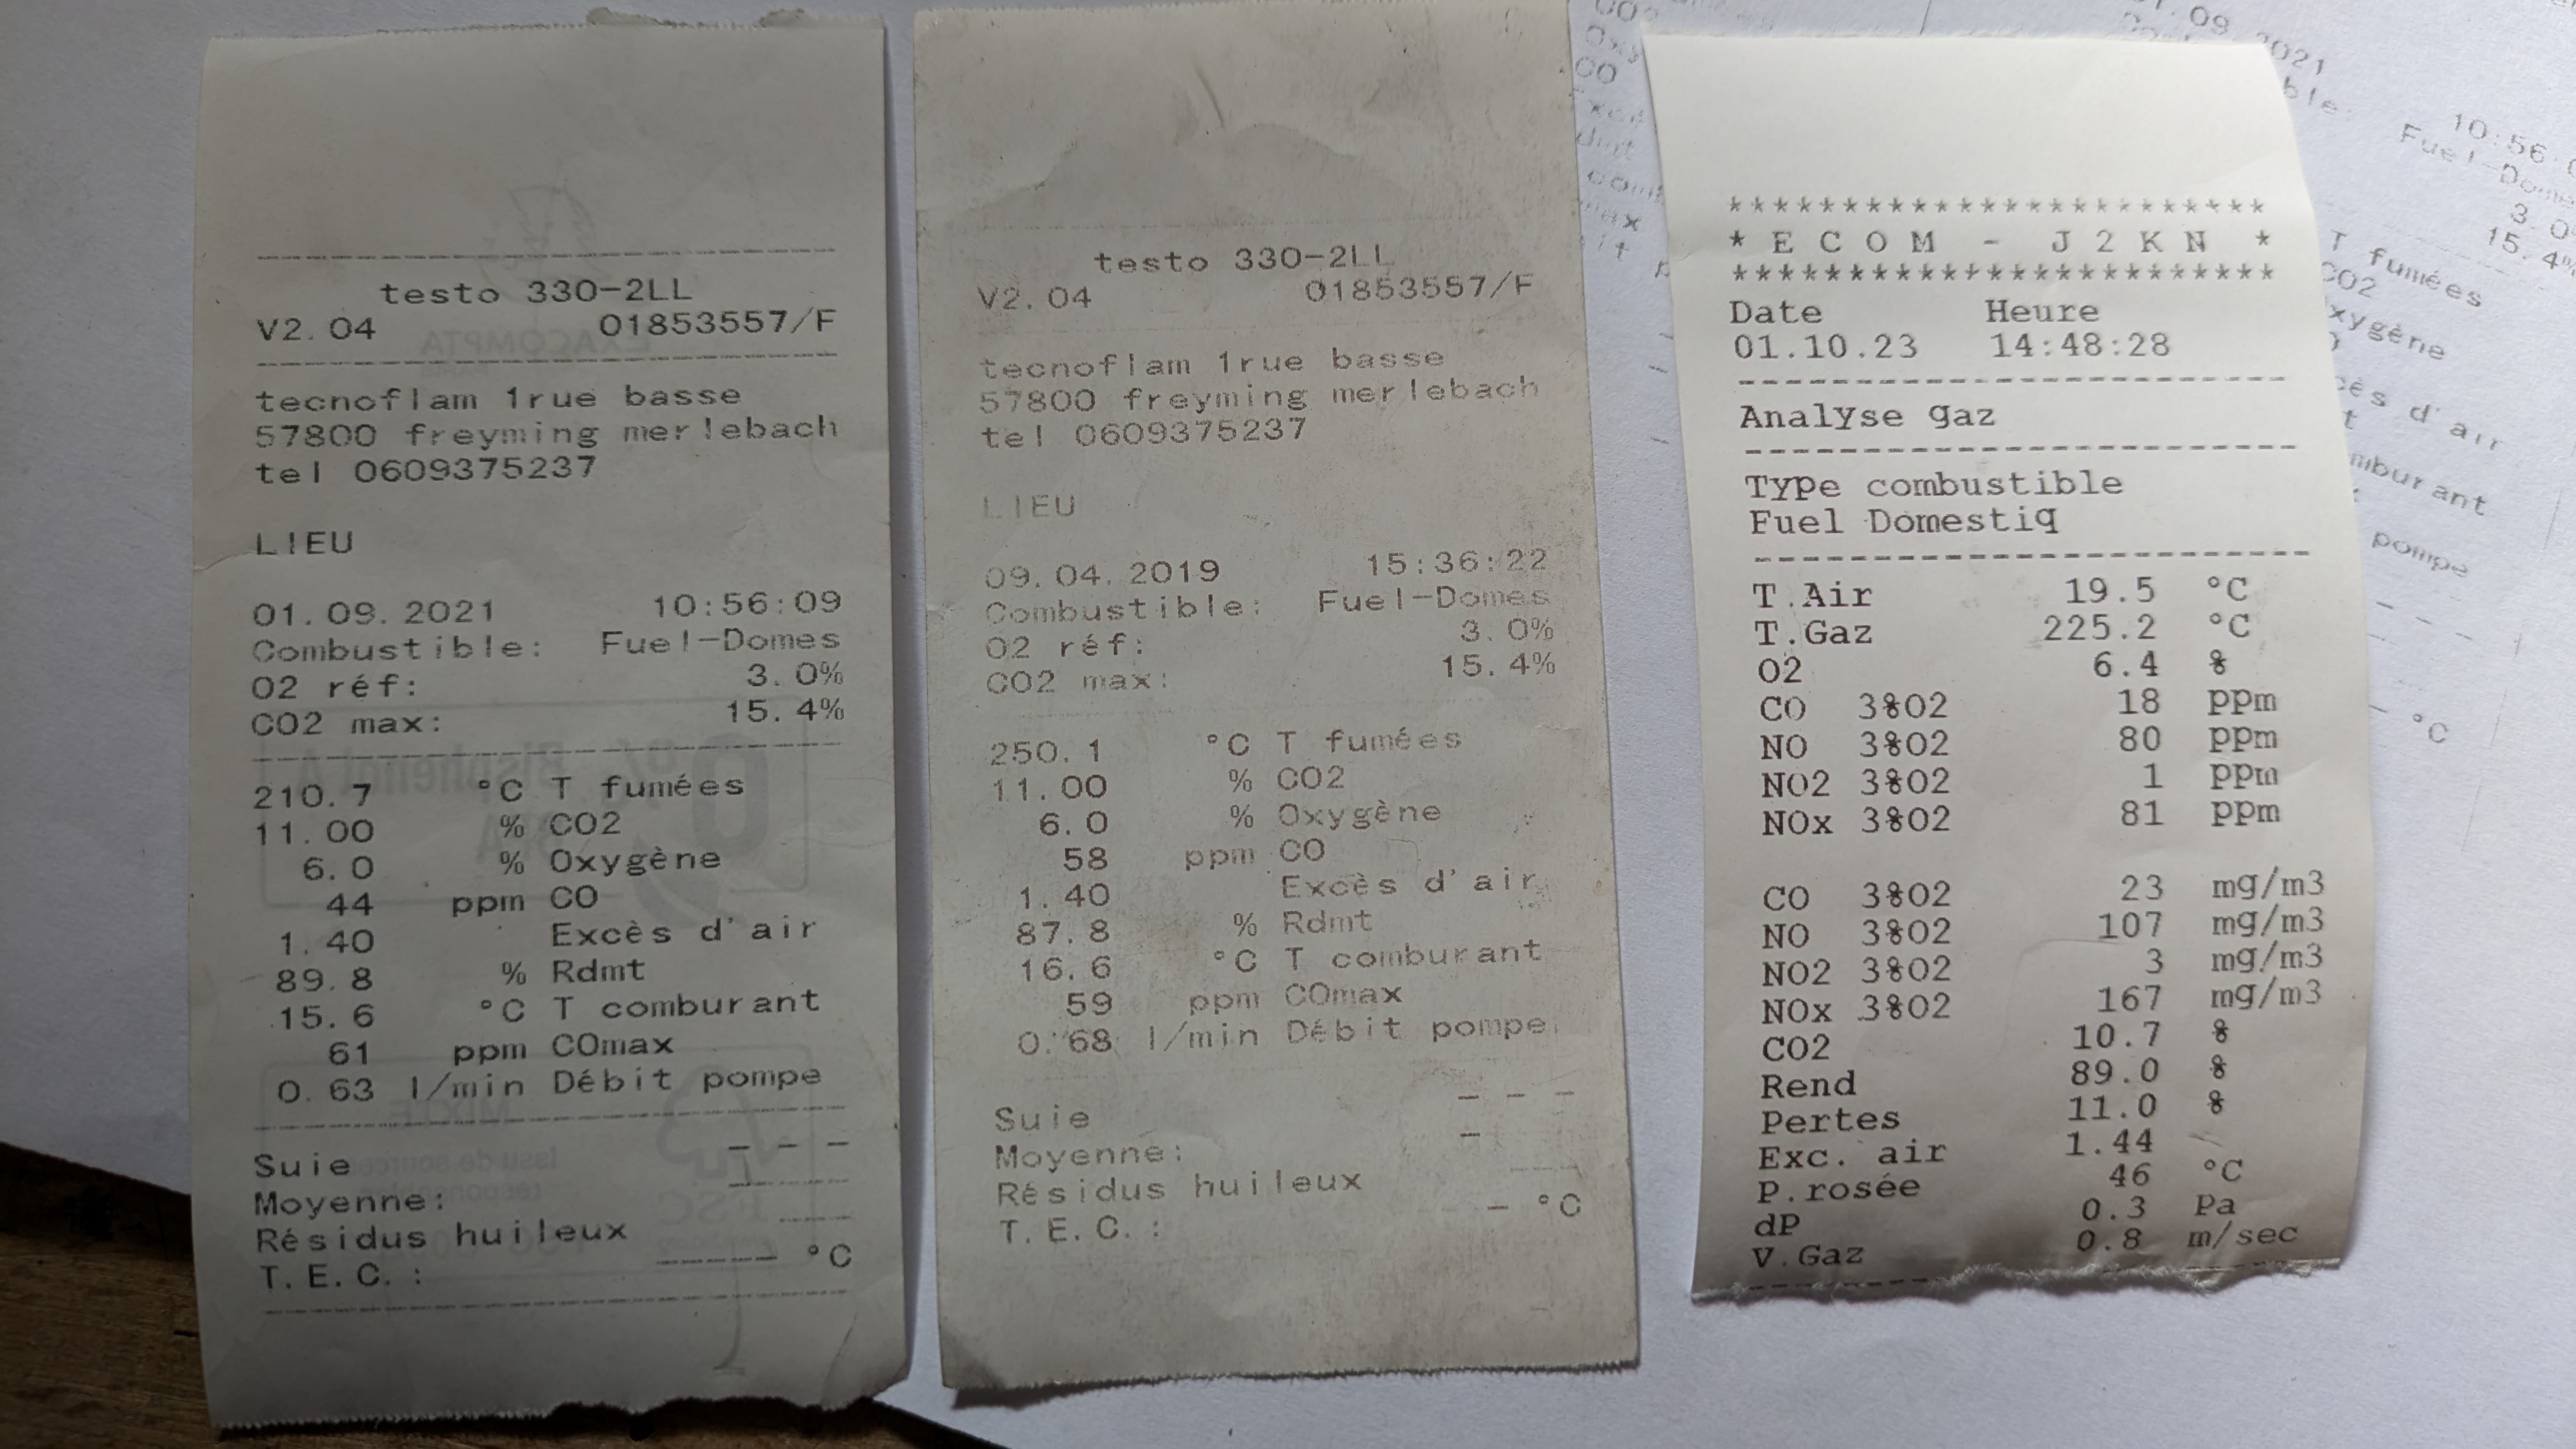 testo 330-2LL
V2.04 01853557/F
tecnoflam 1rue basse
57800 freyming merlebach
tel 0609375237
LIEU
01.09.2021 10:56:09
Combustible: Fuel-Domes
O2 réf: 3.0%
CO2 max: 15.4%
210.7 °C T fumées
11.00 % CO2
6.0 % Oxygène
44 ppm CO
1.40 Excès d'air
89.8 % Rdmt
15.6 °C T comburant
61 ppm COmax
0.63 l/min Débit pompe
Suie - - -
Moyenne:
Résidus huileux
T.E.C.: °C
EXACOMPTA
MIXTE
FSC
testo 330-2LL
V2.04 01853557/F
tecnoflam 1rue basse
57800 freyming merlebach
tel 0609375237
LIEU
09.04.2019 15:36:22
Combustible: Fuel-Domes
O2 réf: 3.0%
CO2 max: 15.4%
250.1 °C T fumées
11.00 % CO2
6.0 % Oxygène
58 ppm CO
1.40 Excès d'air
87.8 % Rdmt
16.6 °C T comburant
59 ppm COmax
0.68 l/min Débit pompe
Suie - - -
Moyenne: -
Résidus huileux
T.E.C.: - °C
************************
* E C O M - J 2 K N *
************************
Date Heure
01.10.23 14:48:28
Analyse gaz
Type combustible
Fuel Domestiq
T.Air 19.5 °C
T.Gaz 225.2 °C
O2 6.4 %
CO 3%O2 18 ppm
NO 3%O2 80 ppm
NO2 3%O2 1 ppm
NOx 3%O2 81 ppm
CO 3%O2 23 mg/m3
NO 3%O2 107 mg/m3
NO2 3%O2 3 mg/m3
NOx 3%O2 167 mg/m3
CO2 10.7 %
Rend 89.0 %
Pertes 11.0 %
Exc. air 1.44
P.rosée 46 °C
dP 0.3 Pa
V.Gaz 0.8 m/sec
10:56:0
T fumées
CO2
pompe
°C